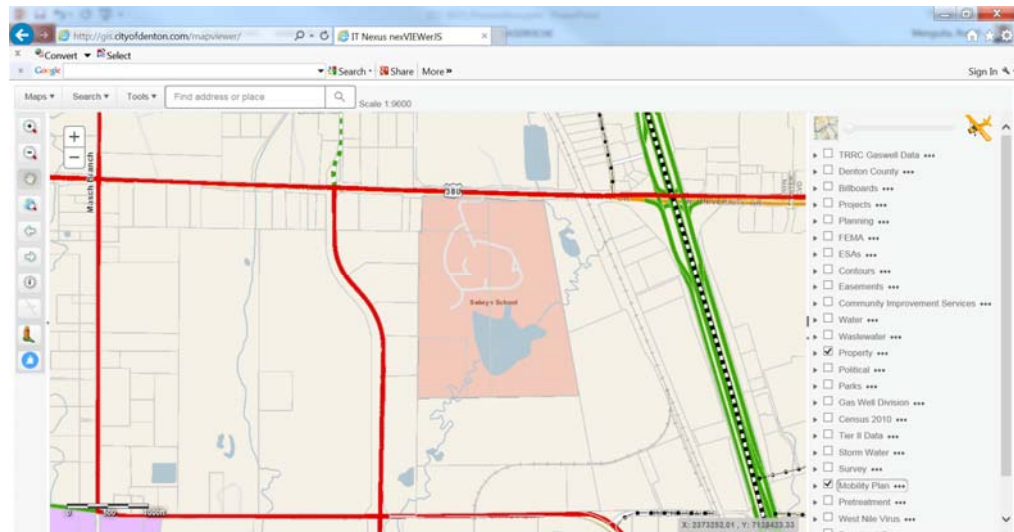 http://gis.cityofdenton.com/mapviewer/
IT Nexus nexVIEWerJS
x Convert Select
x Google Search Share More » Sign In
Maps Search Tools Find address or place Scale 1:9600
TRRC Gaswell Data •••
Denton County •••
Billboards •••
Projects •••
Planning •••
FEMA •••
ESAs •••
Contours •••
Easements •••
Community Improvement Services •••
Water •••
Wastewater •••
Property •••
Political •••
Parks •••
Gas Well Division •••
Census 2010 •••
Tier II Data •••
Storm Water •••
Survey •••
Mobility Plan •••
Pretreatment •••
West Nile Virus •••
Masch Branch
380
School
X: 2373252.01 , Y: 7128423.33